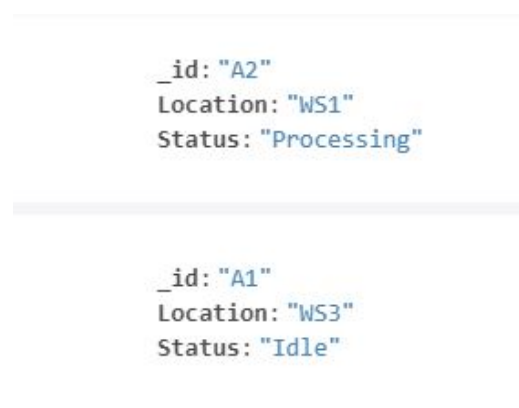 _id: "A2"
Location: "WS1"
Status: "Processing"
_id: "A1"
Location: "WS3"
Status: "Idle"